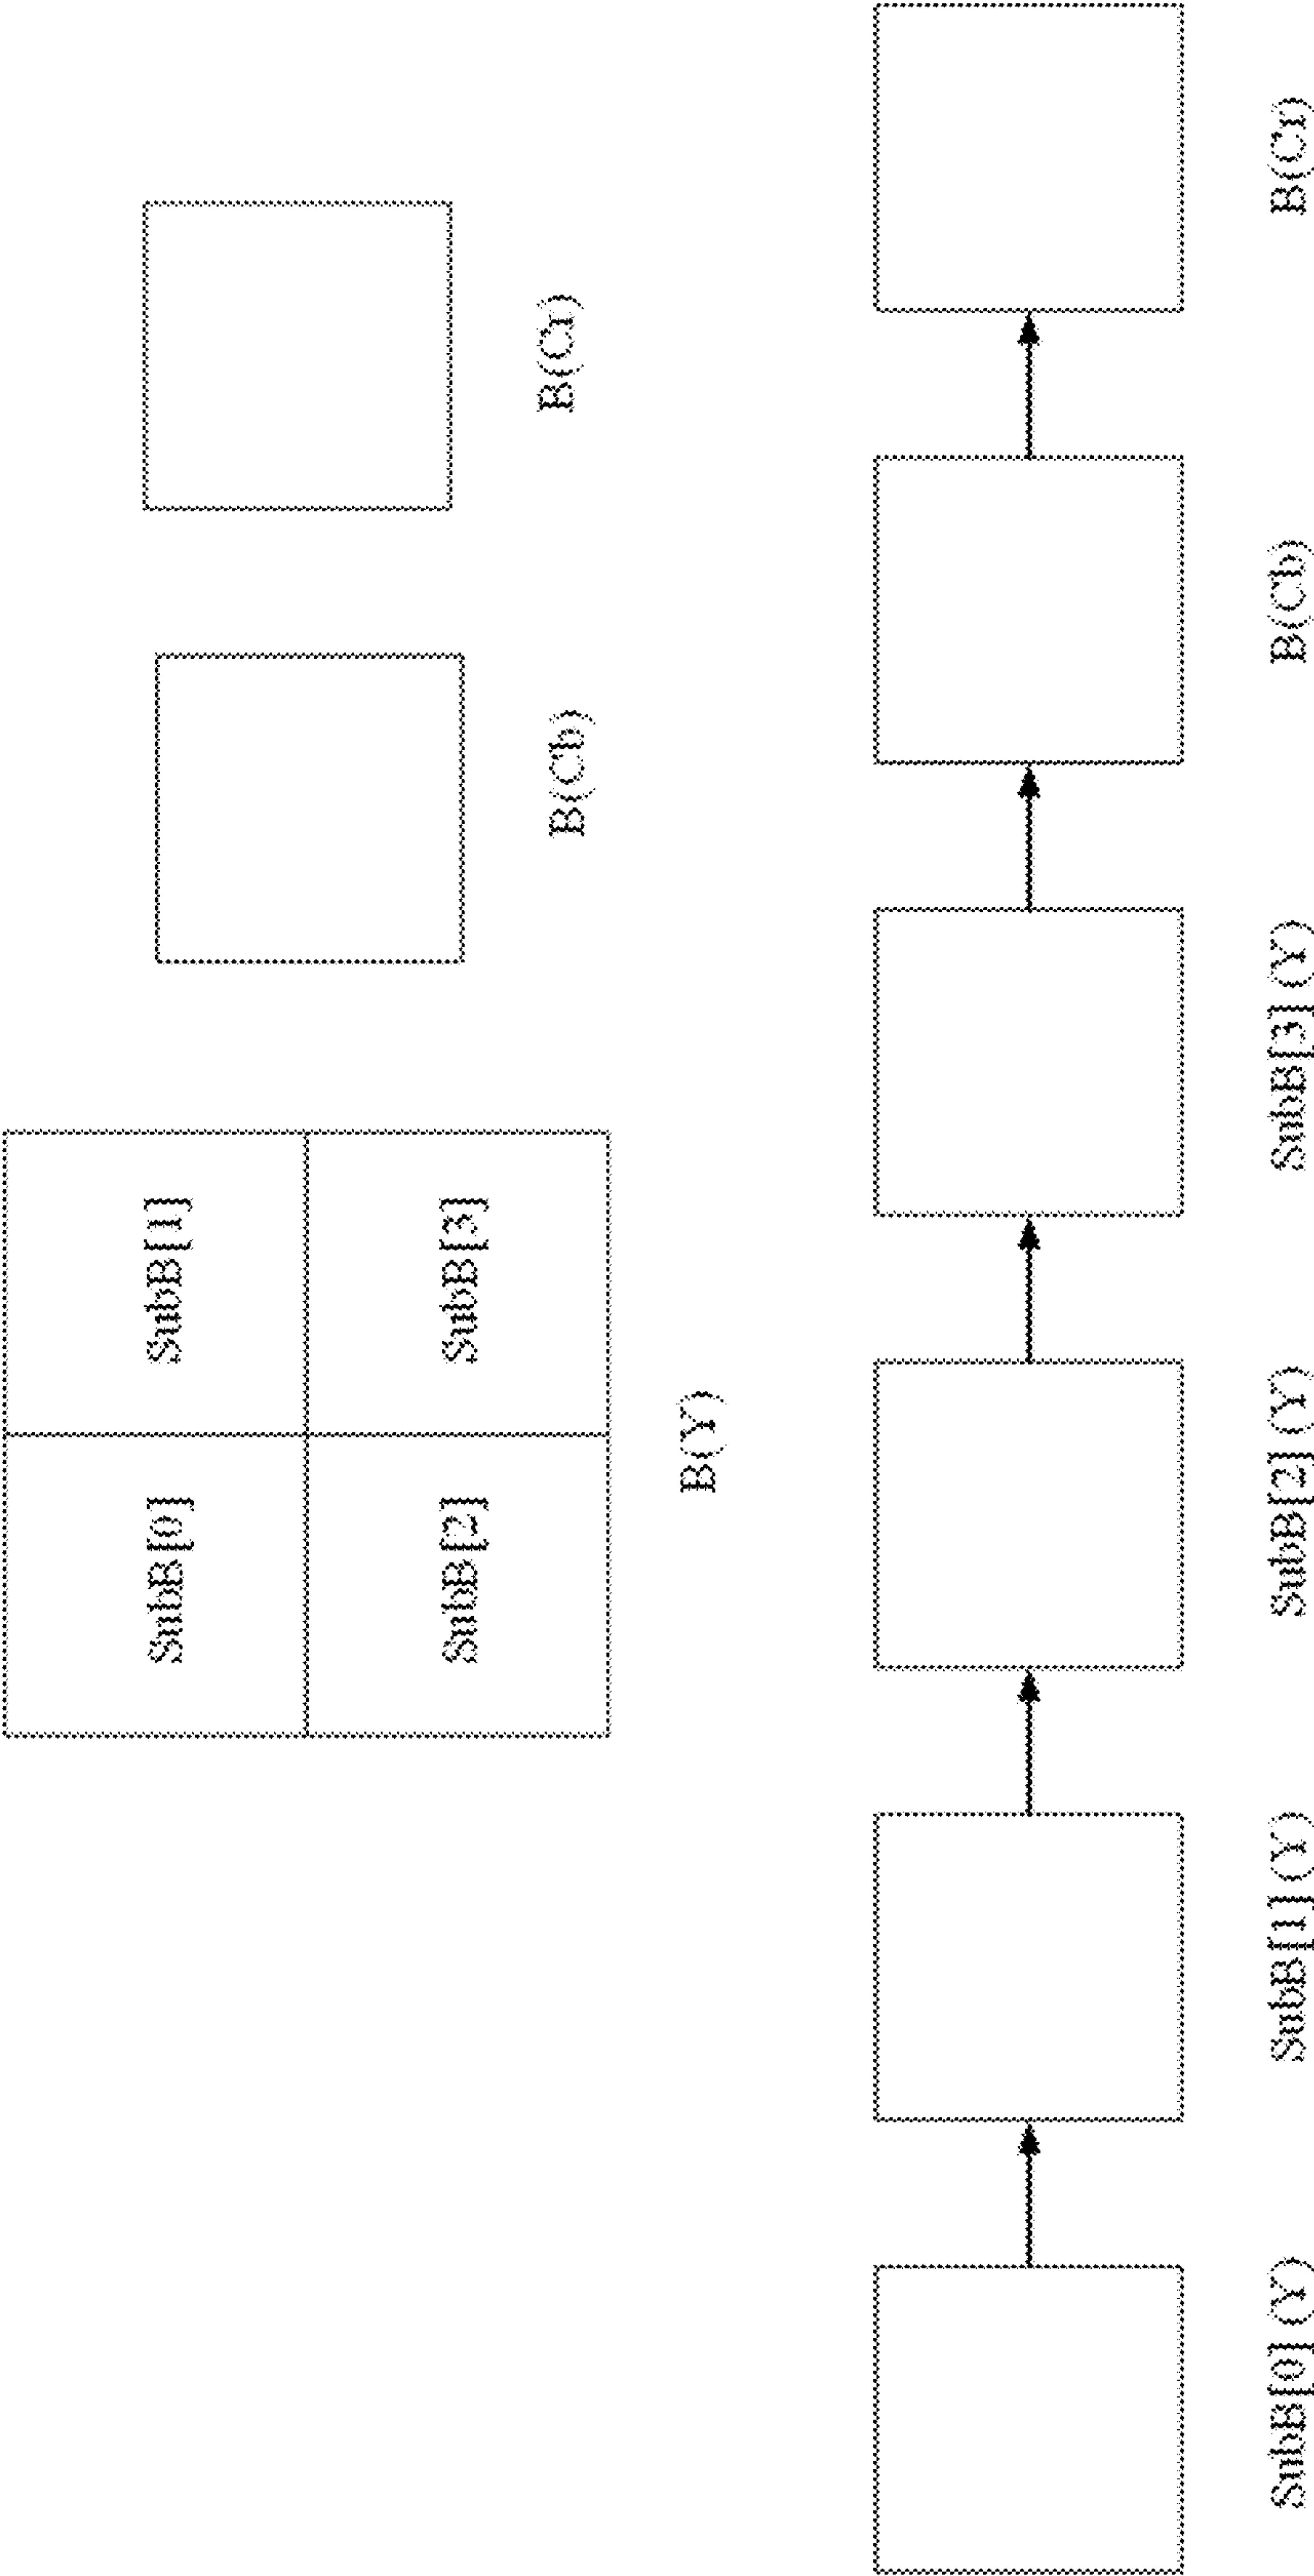 SubB[0] SubB[1]
SubB[2] SubB[3]
B(Y) B(Cb) B(Cr)
SubB[0] (Y) SubB[1] (Y) SubB[2] (Y) SubB[3] (Y) B(Cb) B(Cr)